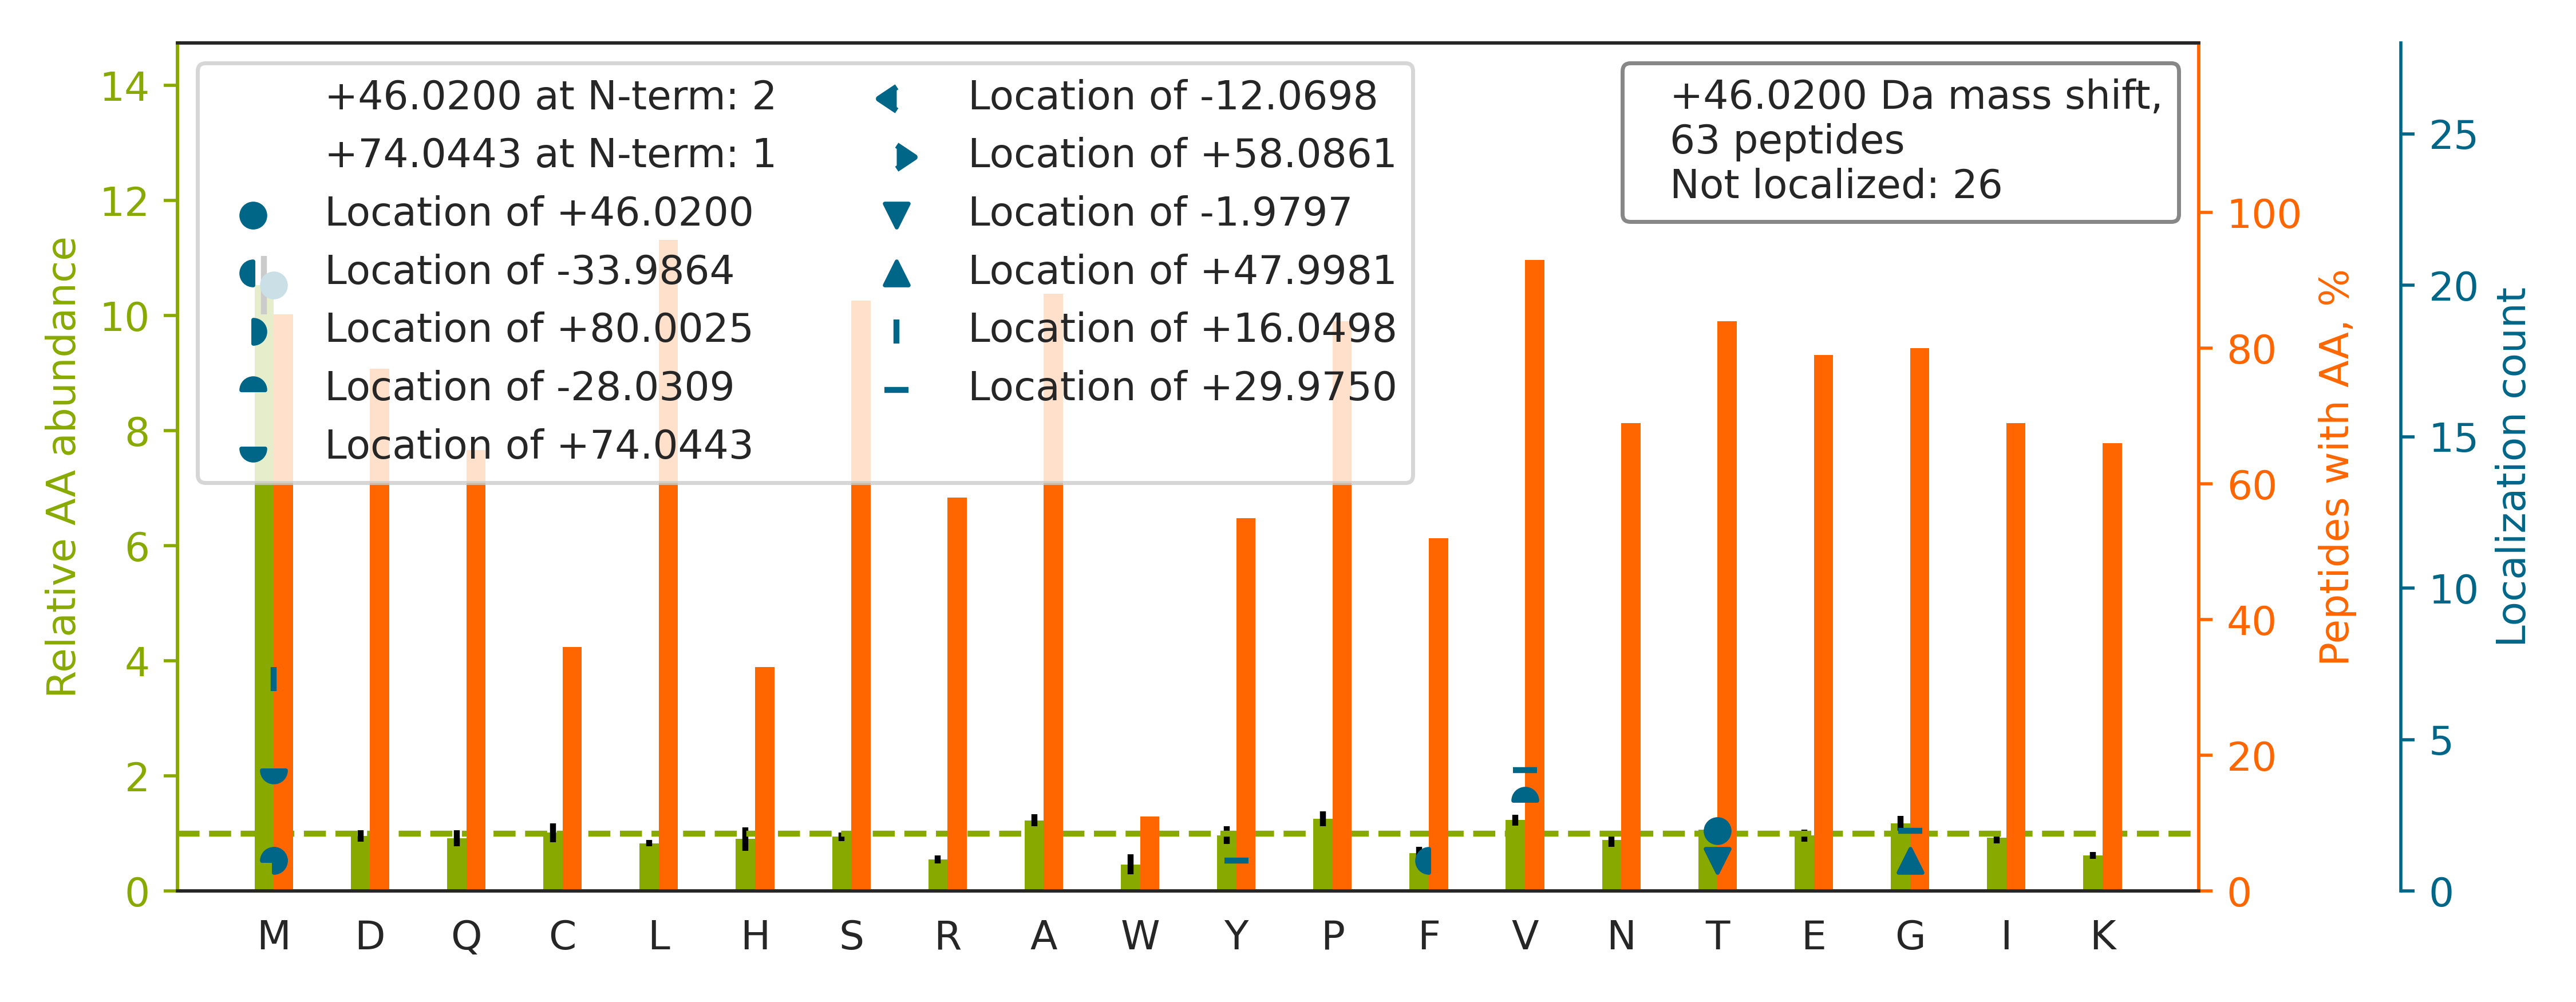 +46.0200 at N-term: 2
+74.0443 at N-term: 1
Location of +46.0200
Location of -33.9864
Location of +80.0025
Location of -28.0309
Location of +74.0443
Location of -12.0698
Location of +58.0861
Location of -1.9797
Location of +47.9981
Location of +16.0498
Location of +29.9750
+46.0200 Da mass shift,
63 peptides
Not localized: 26
Relative AA abundance
14
12
10
8
6
4
2
0
M D Q C L H S R A W Y P F V N T E G I K
100
80
60
40
20
0
Peptides with AA, %
25
20
15
10
5
0
Localization count